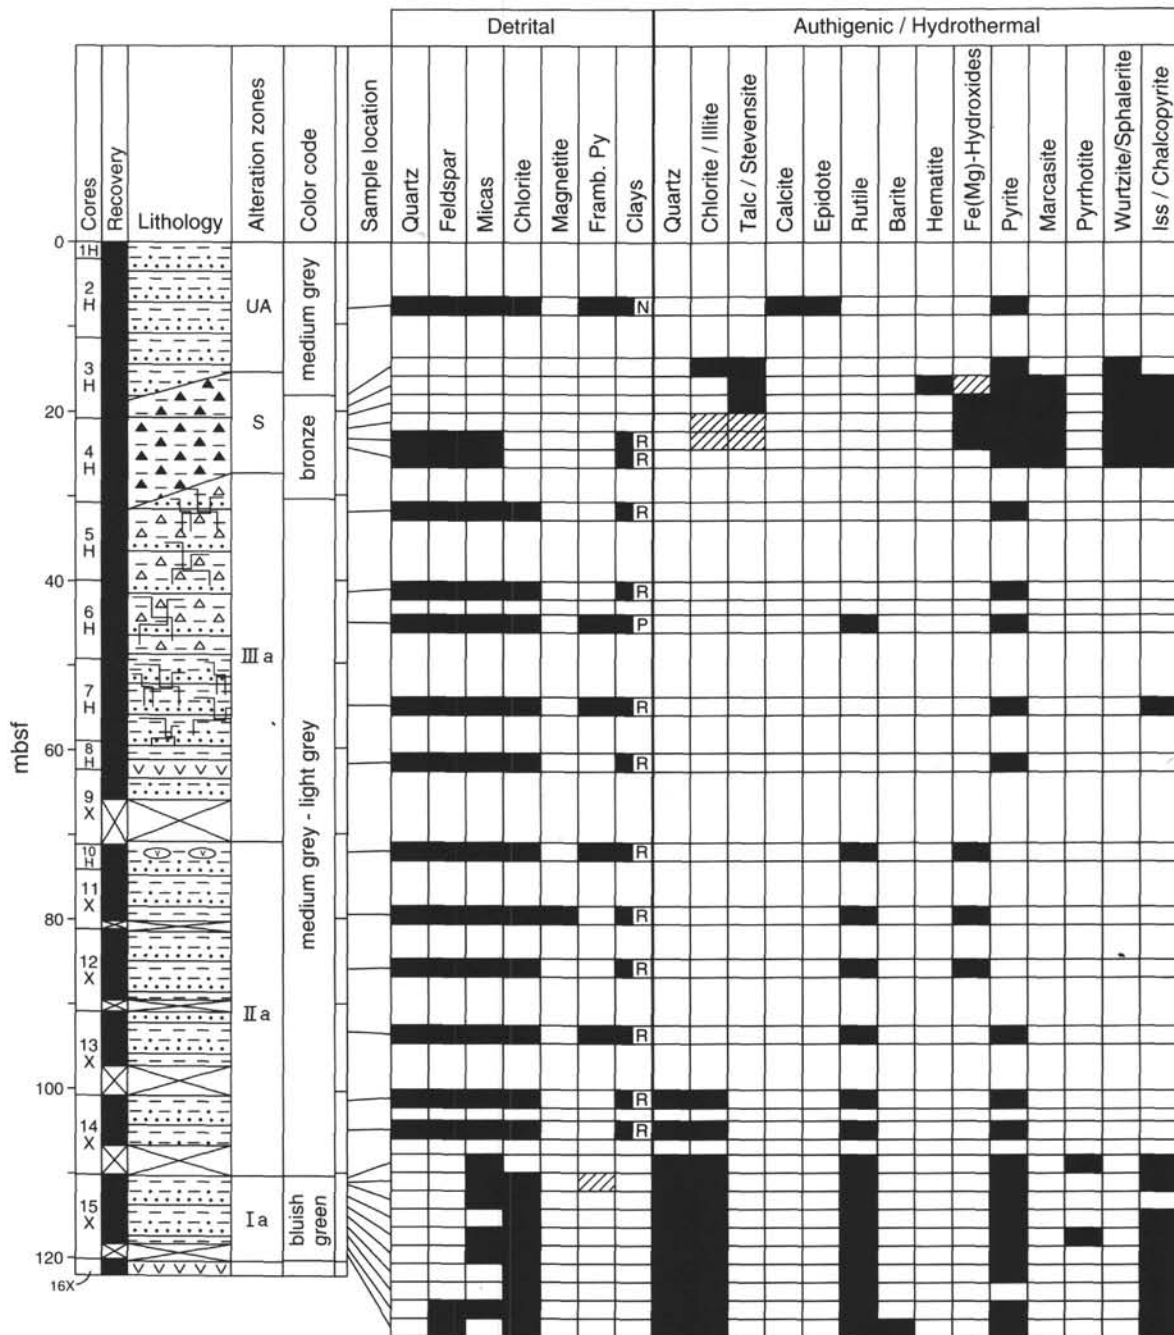 Detrital
Authigenic / Hydrothermal
Cores
Recovery
Lithology
Alteration zones
Color code
Sample location
Quartz
Feldspar
Micas
Chlorite
Magnetite
Framb. Py
Clays
Quartz
Chlorite / Illite
Talc / Stevensite
Calcite
Epidote
Rutile
Barite
Hematite
Fe(Mg)-Hydroxides
Pyrite
Marcasite
Pyrrhotite
Wurtzite/Sphalerite
Iss / Chalcopyrite
mbsf
0
20
40
60
80
100
120
1H
2
H
3
H
4
H
5
H
6
H
7
H
8
H
9
X
10
H
11
X
12
X
13
X
14
X
15
X
16X
UA
S
IIIa
IIa
Ia
medium grey
bronze
medium grey - light grey
bluish
green
N
R
R
R
R
P
R
R
R
R
R
R
R
R